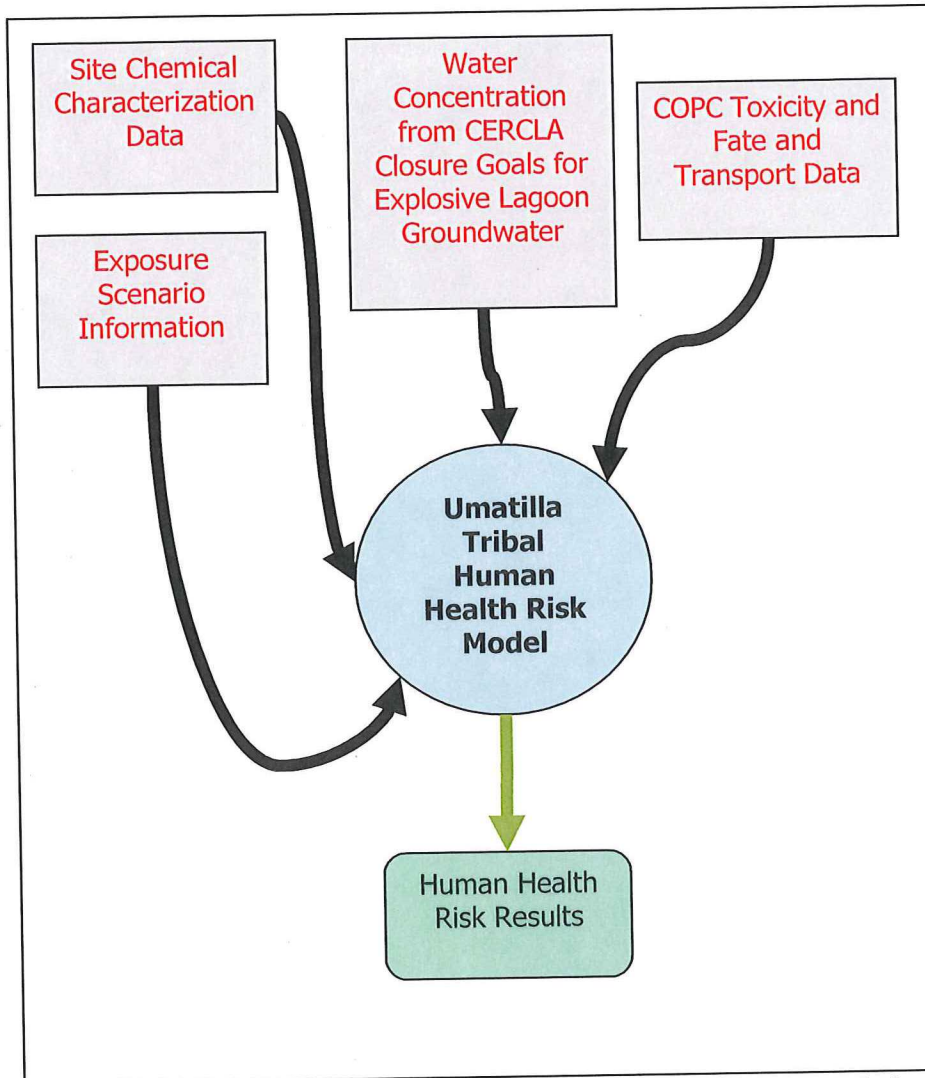 Site Chemical
Characterization
Data
Water
Concentration
from CERCLA
Closure Goals for
Explosive Lagoon
Groundwater
COPC Toxicity and
Fate and
Transport Data
Exposure
Scenario
Information
Umatilla
Tribal
Human
Health Risk
Model
Human Health
Risk Results